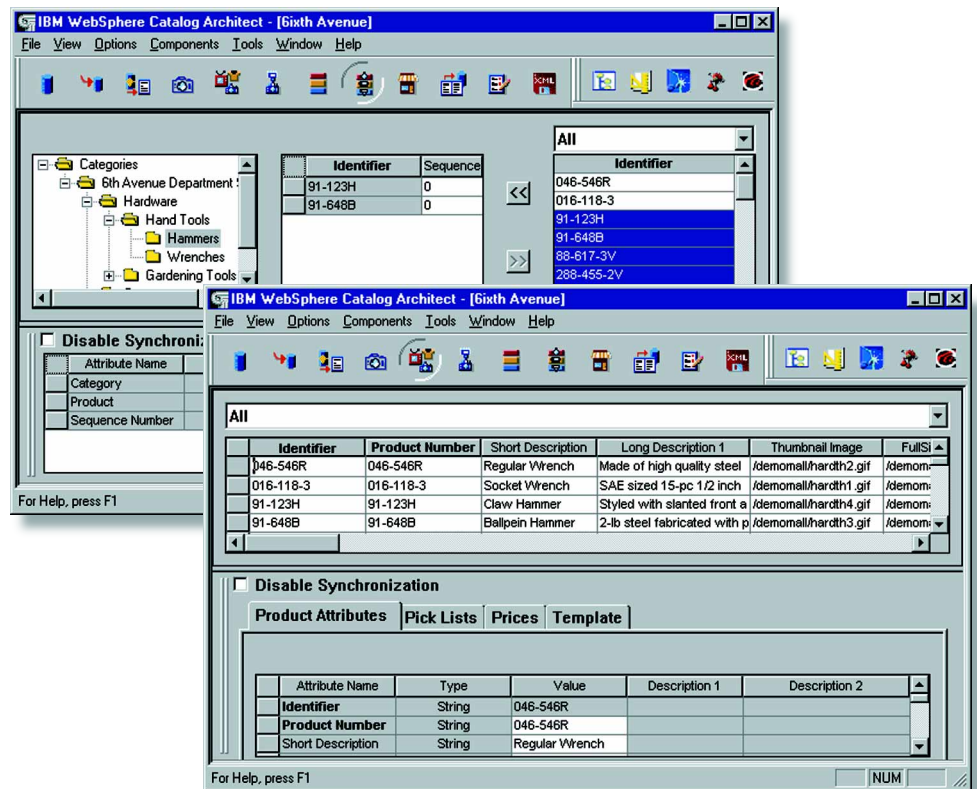 IBM WebSphere Catalog Architect - [6ixth Avenue]
File View Options Components Tools Window Help
XML
All
Categories
6th Avenue Department
Hardware
Hand Tools
Hammers
Wrenches
Gardening Tools
Identifier Sequence
91-123H 0
91-648B 0
<<
>>
Identifier
046-546R
016-118-3
91-123H
91-648B
88-617-3V
288-455-2V
Disable Synchroni
Attribute Name
Category
Product
Sequence Number
For Help, press F1
IBM WebSphere Catalog Architect - [6ixth Avenue]
File View Options Components Tools Window Help
XML
All
Identifier Product Number Short Description Long Description 1 Thumbnail Image FullSi
046-546R 046-546R Regular Wrench Made of high quality steel /demomall/hardth2.gif /demom
016-118-3 016-118-3 Socket Wrench SAE sized 15-pc 1/2 inch /demomall/hardth1.gif /demom
91-123H 91-123H Claw Hammer Styled with slanted front a /demomall/hardth4.gif /demom
91-648B 91-648B Ballpein Hammer 2-lb steel fabricated with p /demomall/hardth3.gif /demom
Disable Synchronization
Product Attributes Pick Lists Prices Template
Attribute Name Type Value Description 1 Description 2
Identifier String 046-546R
Product Number String 046-546R
Short Description String Regular Wrench
For Help, press F1 NUM